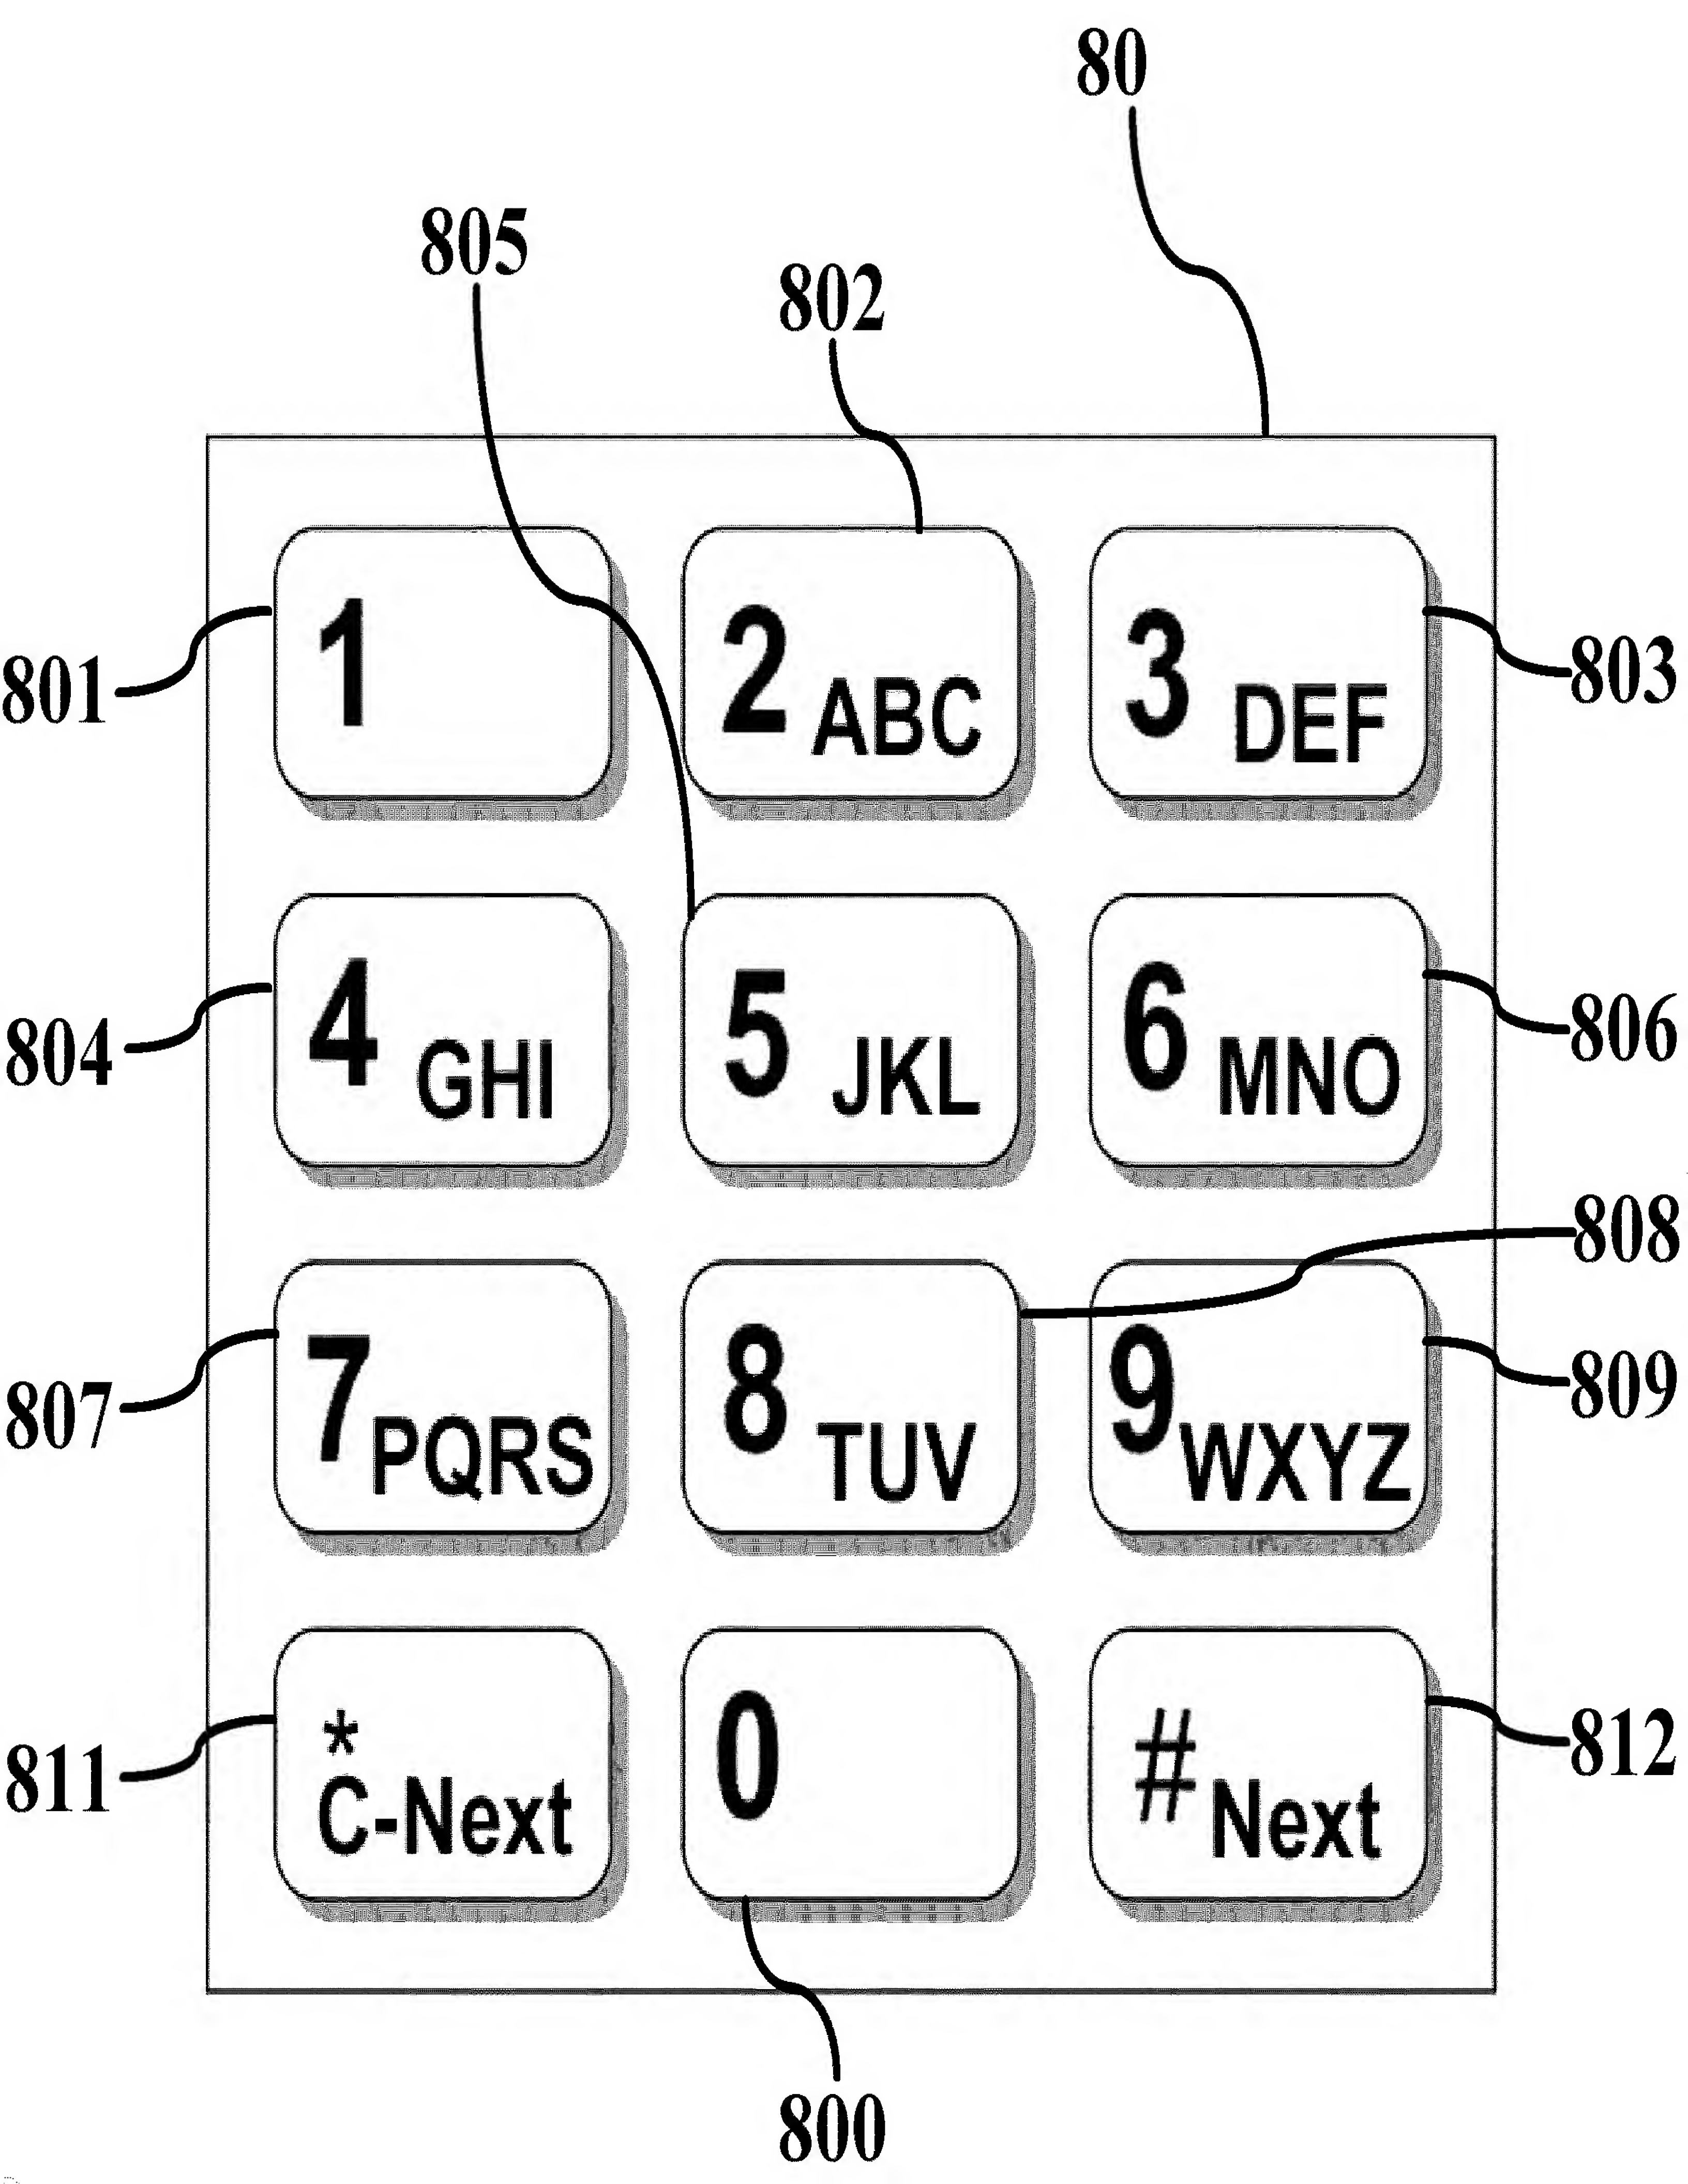 80
805
802
801
1
2 ABC
3 DEF
803
804
4 GHI
5 JKL
6 MNO
806
808
807
7 PQRS
8 TUV
9 WXYZ
809
811
*
C-Next
0
# Next
812
800